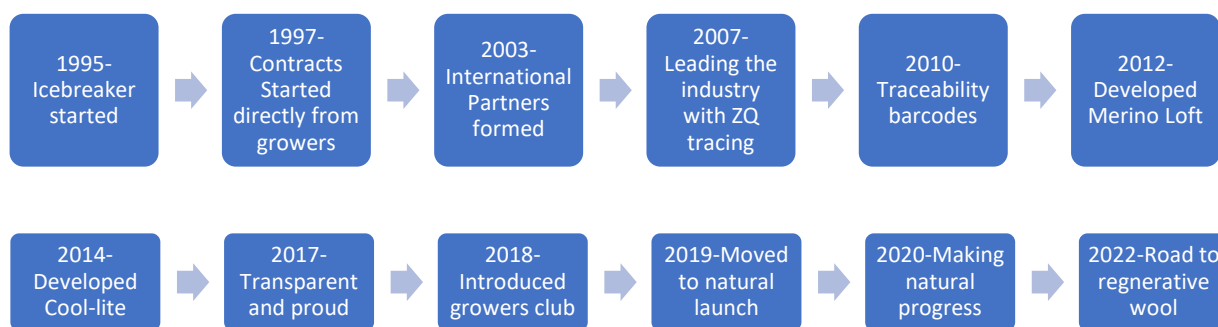 1995-
Icebreaker
started
1997-
Contracts
Started
directly from
growers
2003-
International
Partners
formed
2007-
Leading the
industry
with ZQ
tracing
2010-
Traceability
barcodes
2012-
Developed
Merino Loft
2014-
Developed
Cool-lite
2017-
Transparent
and proud
2018-
Introduced
growers club
2019-Moved
to natural
launch
2020-Making
natural
progress
2022-Road to
regnerative
wool